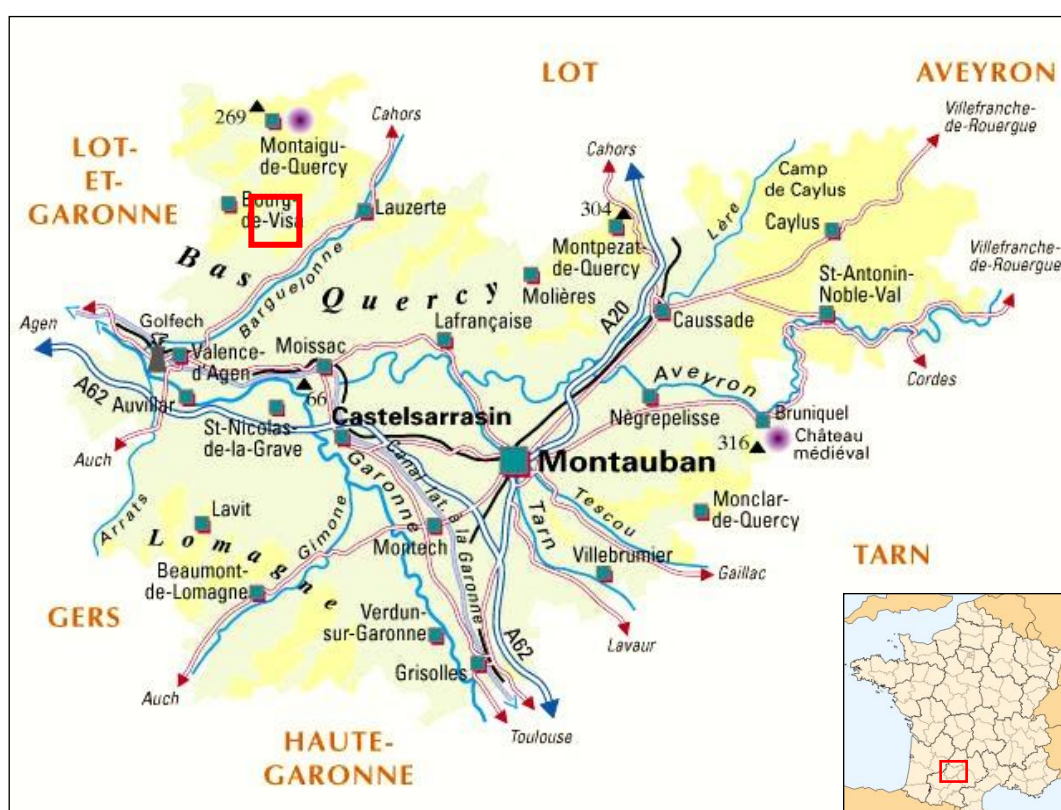 LOT
AVEYRON
Villefranche-
de-Rouergue
269
Cahors
Montaigu-
de-Quercy
LOT-
ET-
GARONNE
Cahors
Camp
de Caylus
Bourg-
de-Visa
Lauzerte
304
Lère
Caylus
Montpezat-
de-Quercy
Villefranche-
de-Rouergue
Bas
Quercy
Barguelonne
Molières
St-Antonin-
Noble-Val
A20
Agen
Golfech
Lafrançaise
Caussade
Valence-
d'Agen
Moissac
Aveyron
Cordes
A62
Auvillar
66
St-Nicolas-
de-la-Grave
Castelsarrasin
Nègrepelisse
Bruniquel
316
Château
médiéval
Auch
Garonne
Canal lat. à la Garonne
Montauban
Arrats
Lavit
Lomagne
Gimone
Montech
Tarn
Tescou
Monclar-
de-Quercy
Villebrumier
Gaillac
TARN
Beaumont-
de-Lomagne
GERS
Verdun-
sur-Garonne
A62
Lavaur
Grisolles
Auch
Toulouse
HAUTE-
GARONNE